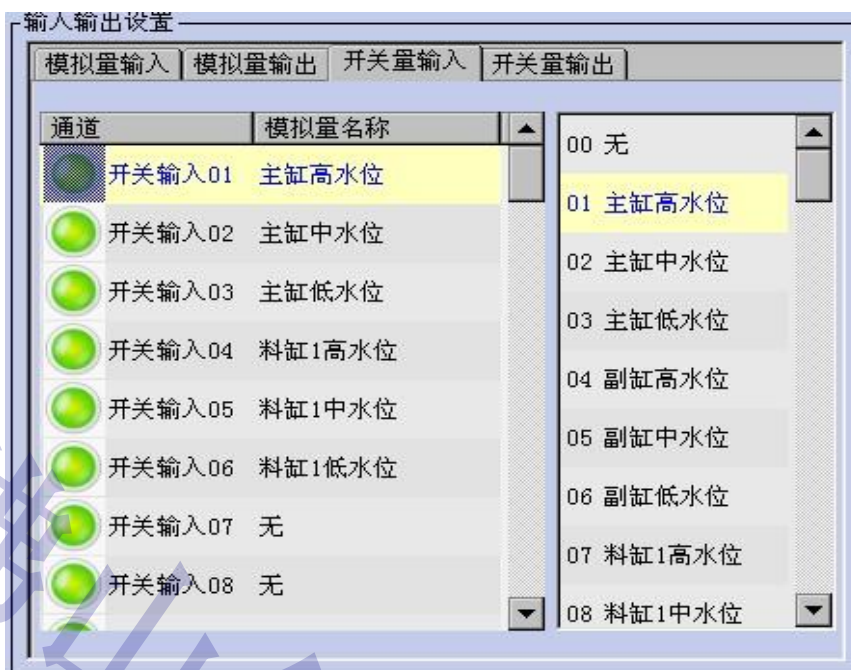 输入输出设置
模拟量输入 模拟量输出 开关量输入 开关量输出
通道 模拟量名称
开关输入01 主缸高水位
开关输入02 主缸中水位
开关输入03 主缸低水位
开关输入04 料缸1高水位
开关输入05 料缸1中水位
开关输入06 料缸1低水位
开关输入07 无
开关输入08 无
00 无
01 主缸高水位
02 主缸中水位
03 主缸低水位
04 副缸高水位
05 副缸中水位
06 副缸低水位
07 料缸1高水位
08 料缸1中水位